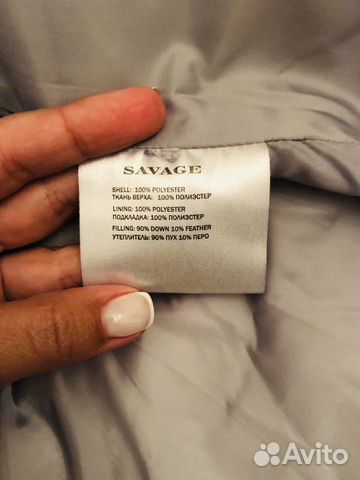 SAVAGE
SHELL: 100% POLYESTER
ТКАНЬ ВЕРХА: 100% ПОЛИЭСТЕР
LINING: 100% POLYESTER
ПОДКЛАДКА: 100% ПОЛИЭСТЕР
FILLING: 90% DOWN 10% FEATHER
УТЕПЛИТЕЛЬ: 90% ПУХ 10% ПЕРО
Avito